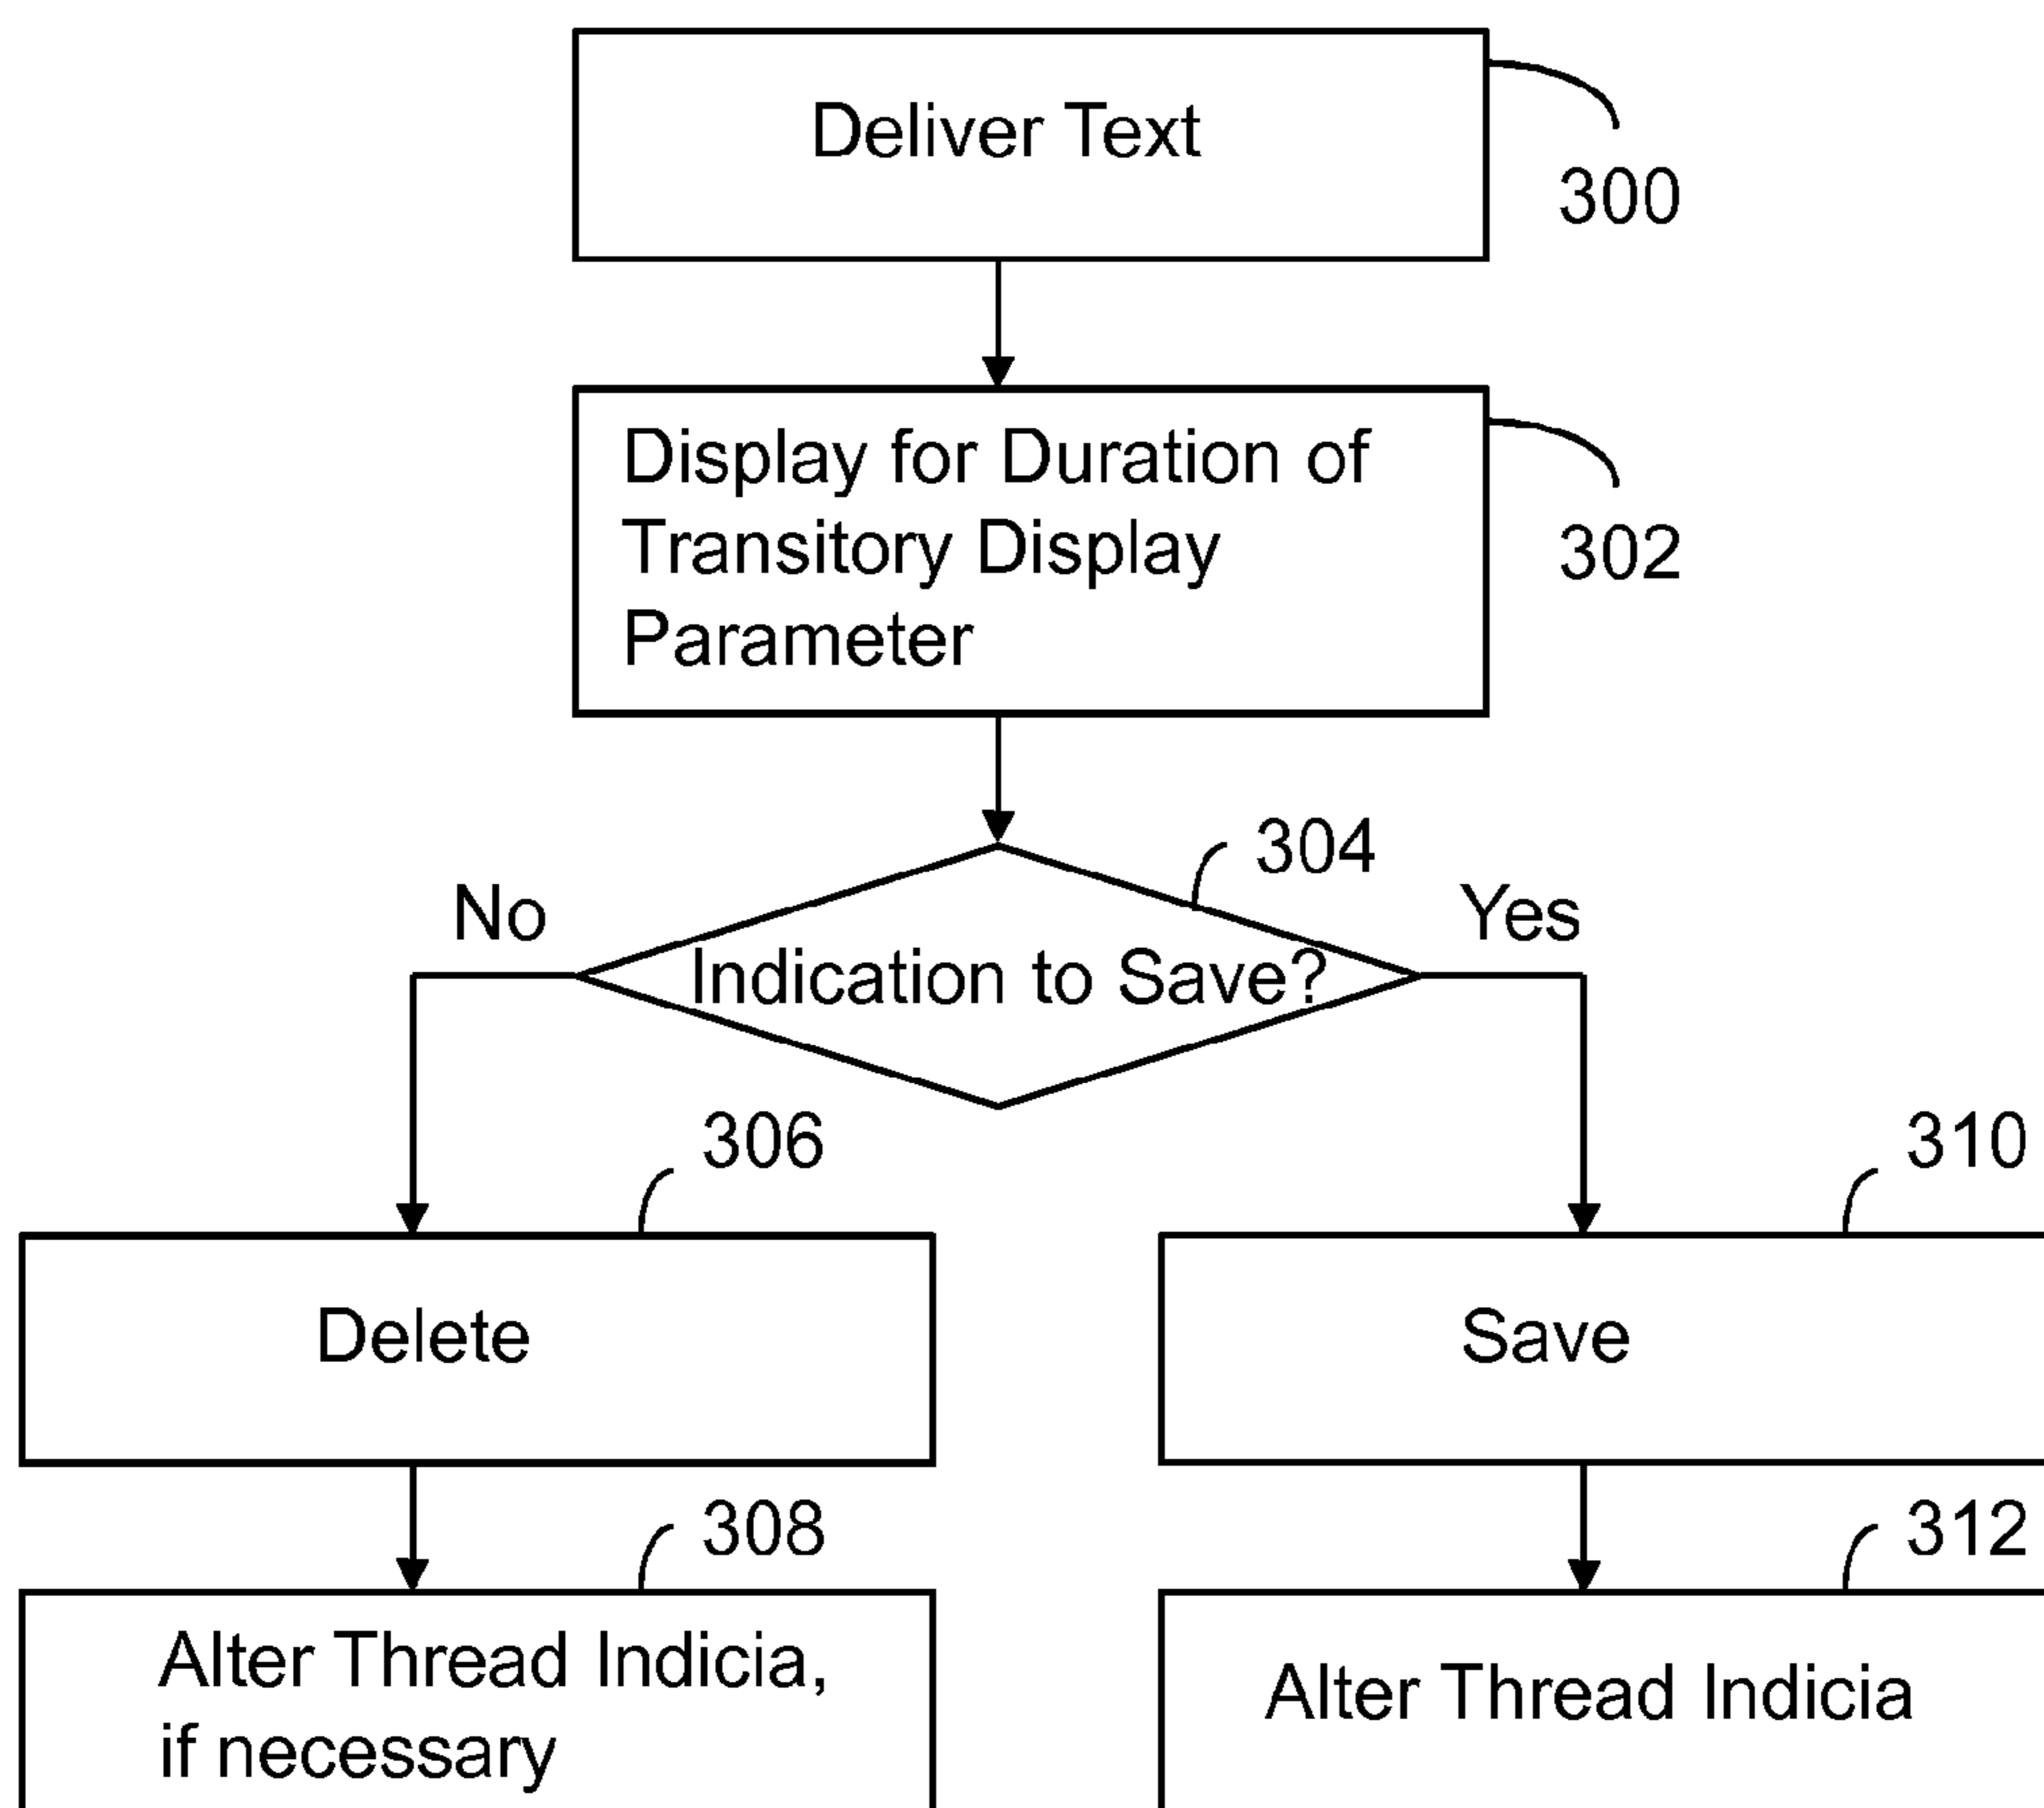 Deliver Text
300
Display for Duration of
Transitory Display
Parameter
302
304
No
Yes
Indication to Save?
306
310
Delete
Save
308
312
Alter Thread Indicia,
if necessary
Alter Thread Indicia